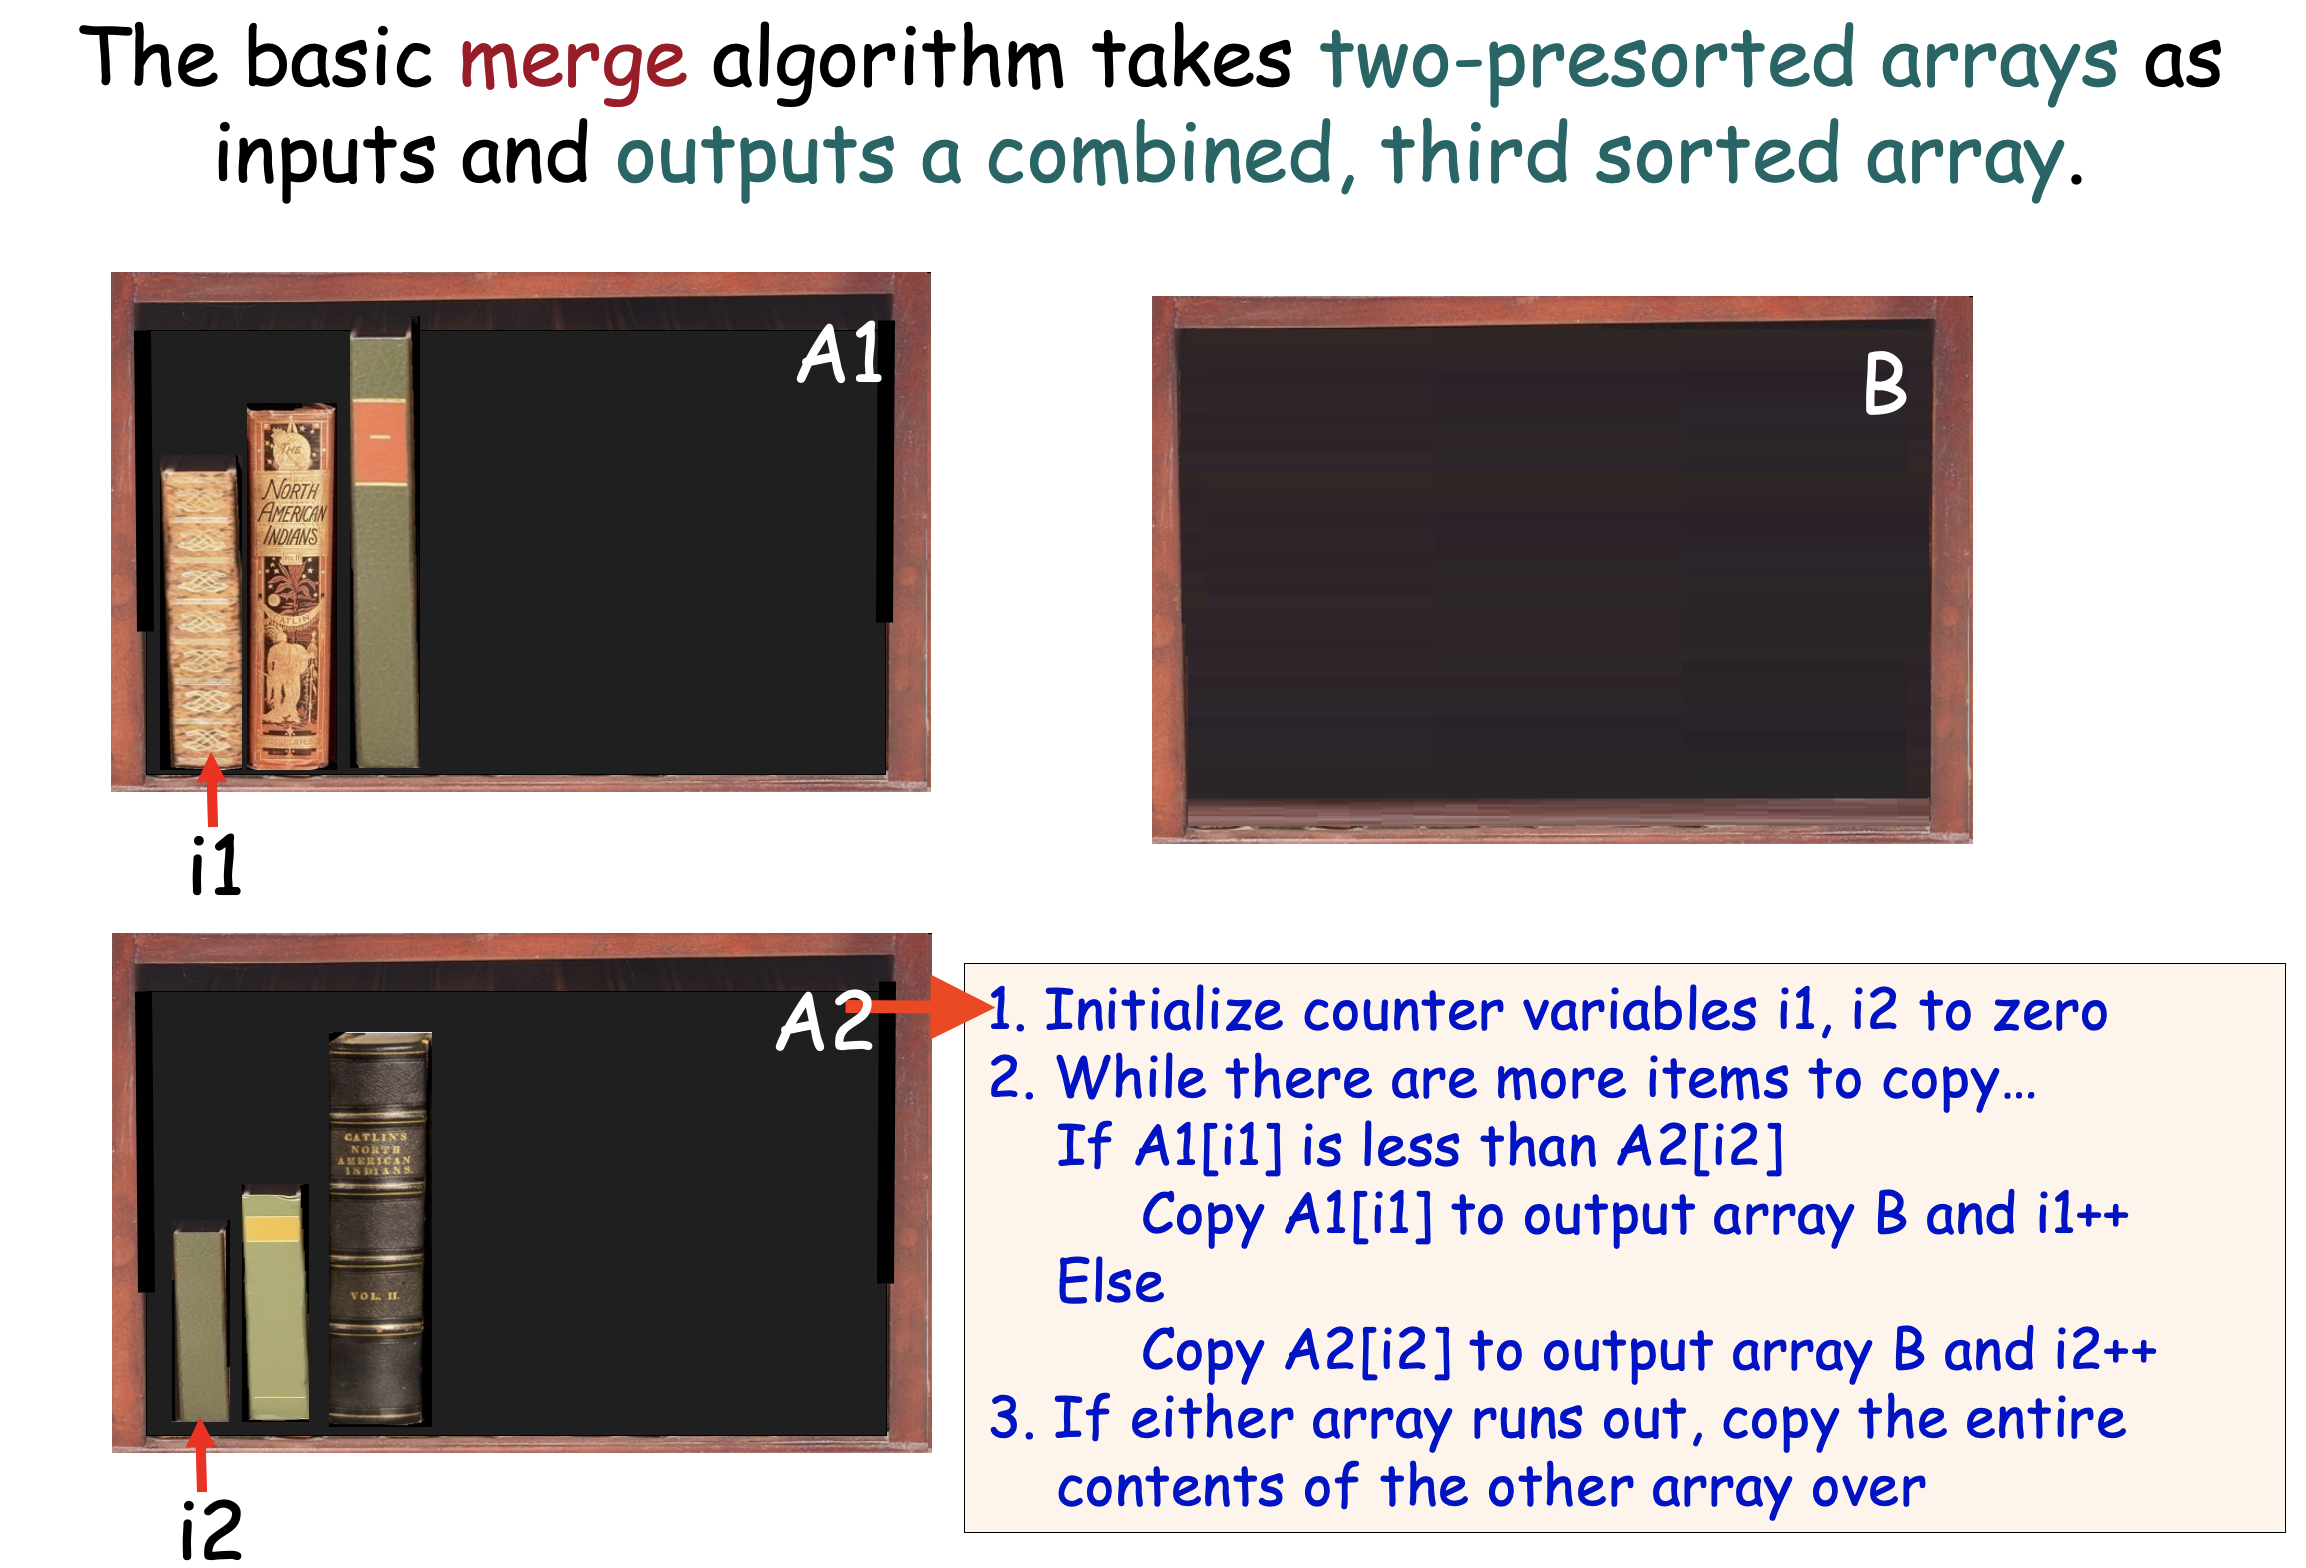 The basic merge algorithm takes two-presorted arrays as
inputs and outputs a combined, third sorted array.
A1
B
THE
NORTH
AMERICAN
INDIANS
CATLIN
i1
A2
CATLIN'S
NORTH
AMERICAN
INDIANS.
VOL. II.
i2
1. Initialize counter variables i1, i2 to zero
2. While there are more items to copy...
If A1[i1] is less than A2[i2]
Copy A1[i1] to output array B and i1++
Else
Copy A2[i2] to output array B and i2++
3. If either array runs out, copy the entire
contents of the other array over